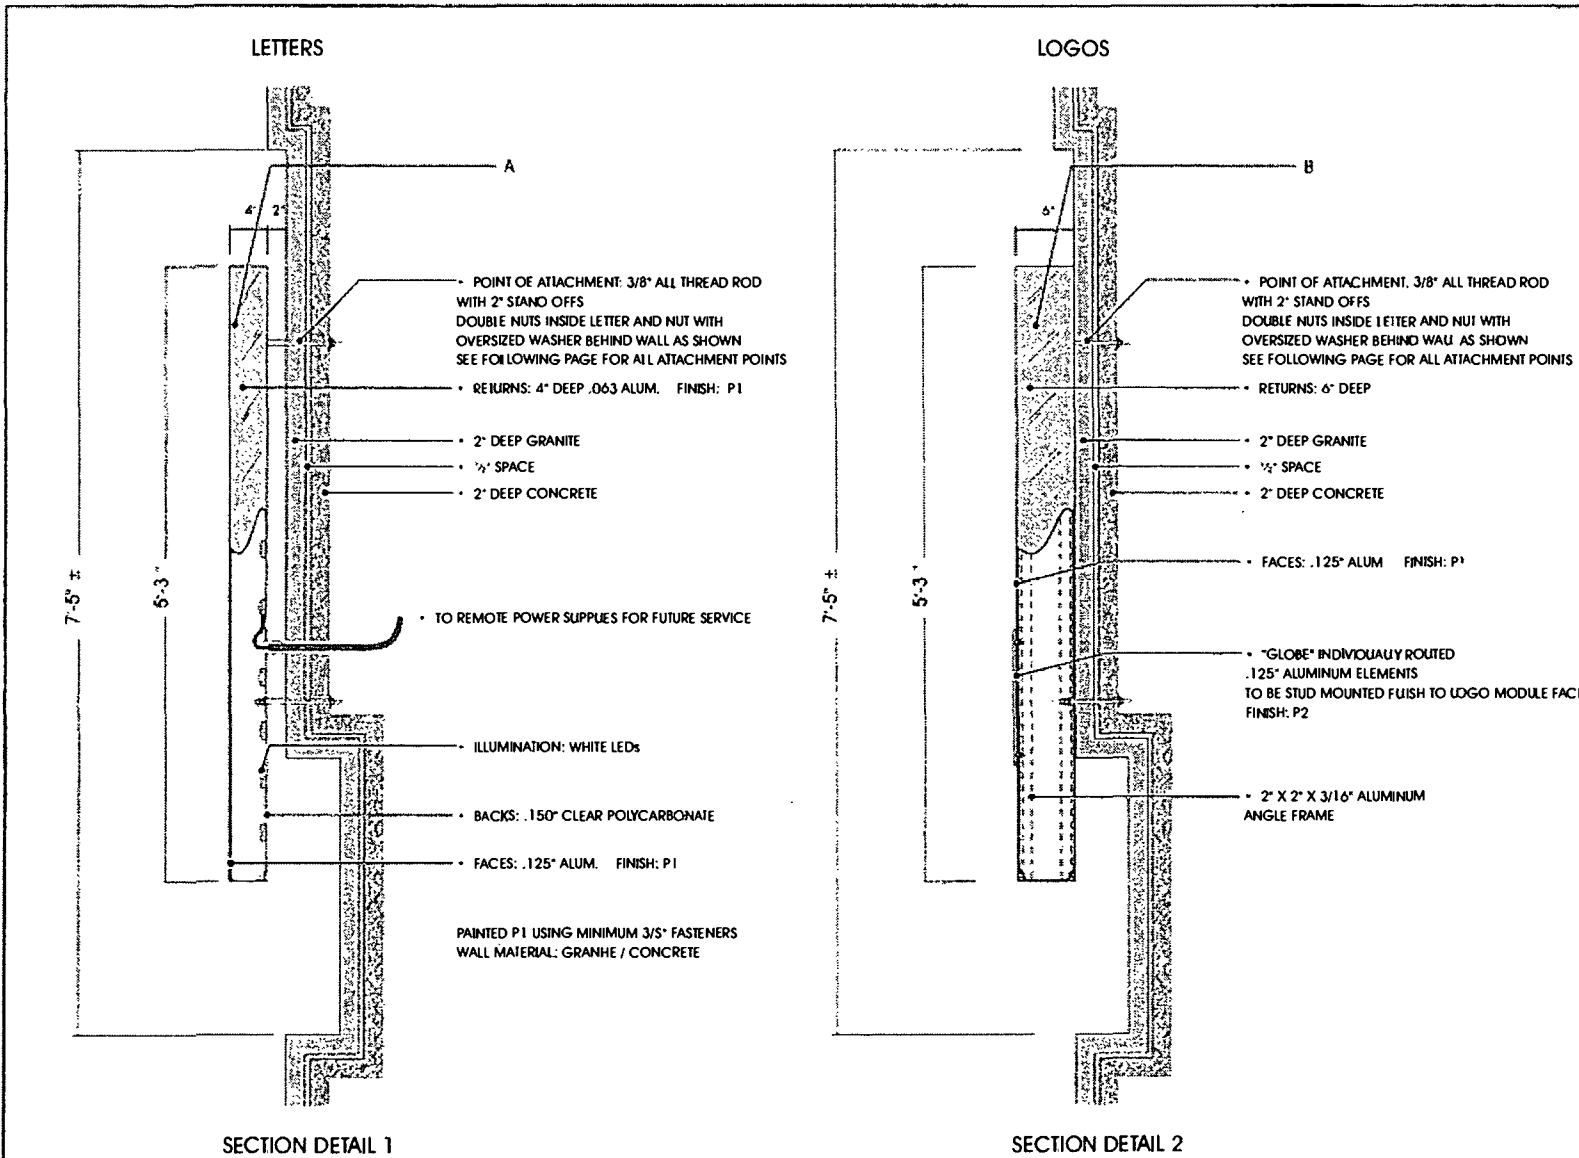 LETTERS
A
4" 2"
• POINT OF ATTACHMENT: 3/8" ALL THREAD ROD
WITH 2" STAND OFFS
DOUBLE NUTS INSIDE LETTER AND NUT WITH
OVERSIZED WASHER BEHIND WALL AS SHOWN
SEE FOLLOWING PAGE FOR ALL ATTACHMENT POINTS
• RETURNS: 4" DEEP .063 ALUM. FINISH: P1
• 2" DEEP GRANITE
• ½" SPACE
• 2" DEEP CONCRETE
7'-5" ±
5'-3"
• TO REMOTE POWER SUPPLIES FOR FUTURE SERVICE
• ILLUMINATION: WHITE LEDs
• BACKS: .150" CLEAR POLYCARBONATE
• FACES: .125" ALUM. FINISH: P1
PAINTED P1 USING MINIMUM 3/8" FASTENERS
WALL MATERIAL: GRANITE / CONCRETE
SECTION DETAIL 1
LOGOS
B
6"
• POINT OF ATTACHMENT. 3/8" ALL THREAD ROD
WITH 2" STAND OFFS
DOUBLE NUTS INSIDE LETTER AND NUT WITH
OVERSIZED WASHER BEHIND WALL AS SHOWN
SEE FOLLOWING PAGE FOR ALL ATTACHMENT POINTS
• RETURNS: 6" DEEP
• 2" DEEP GRANITE
• ½" SPACE
• 2" DEEP CONCRETE
7'-5" ±
5'-3"
• FACES: .125" ALUM FINISH: P1
• "GLOBE" INDIVIDUALLY ROUTED
.125" ALUMINUM ELEMENTS
TO BE STUD MOUNTED FLUSH TO LOGO MODULE FAC
FINISH: P2
• 2" X 2" X 3/16" ALUMINUM
ANGLE FRAME
SECTION DETAIL 2